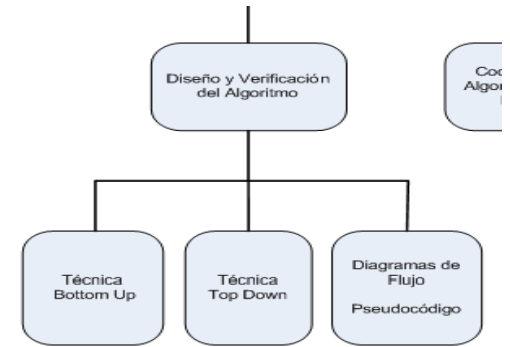 Diseño y Verificación
del Algoritmo
Técnica
Bottom Up
Técnica
Top Down
Diagramas de
Flujo
Pseudocódigo